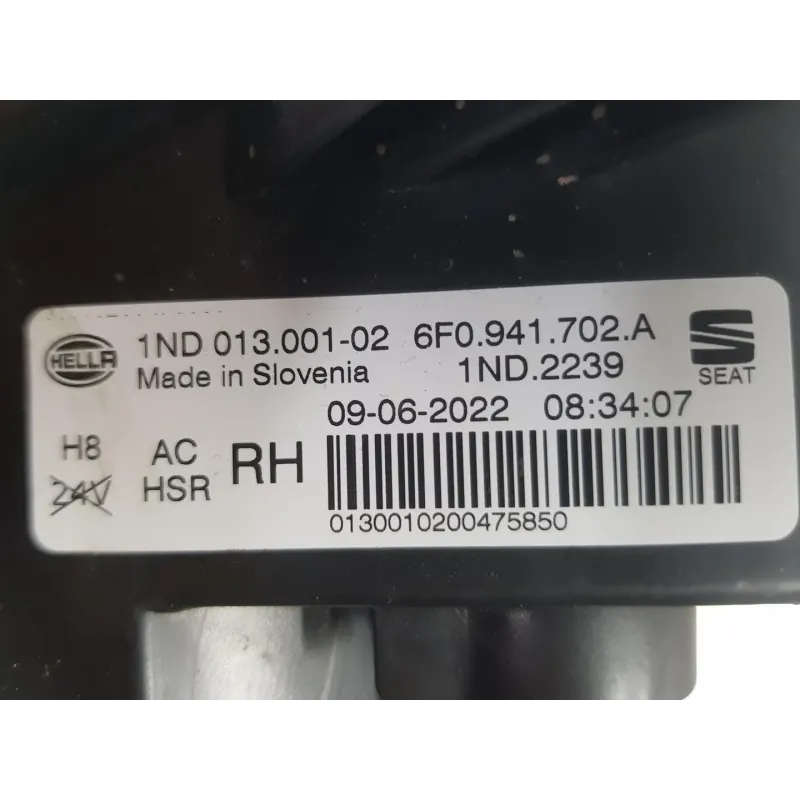 HELLA
1ND 013.001-02 6F0.941.702.A
Made in Slovenia 1ND.2239
SEAT
09-06-2022 08:34:07
H8 AC RH
24V HSR
0130010200475850